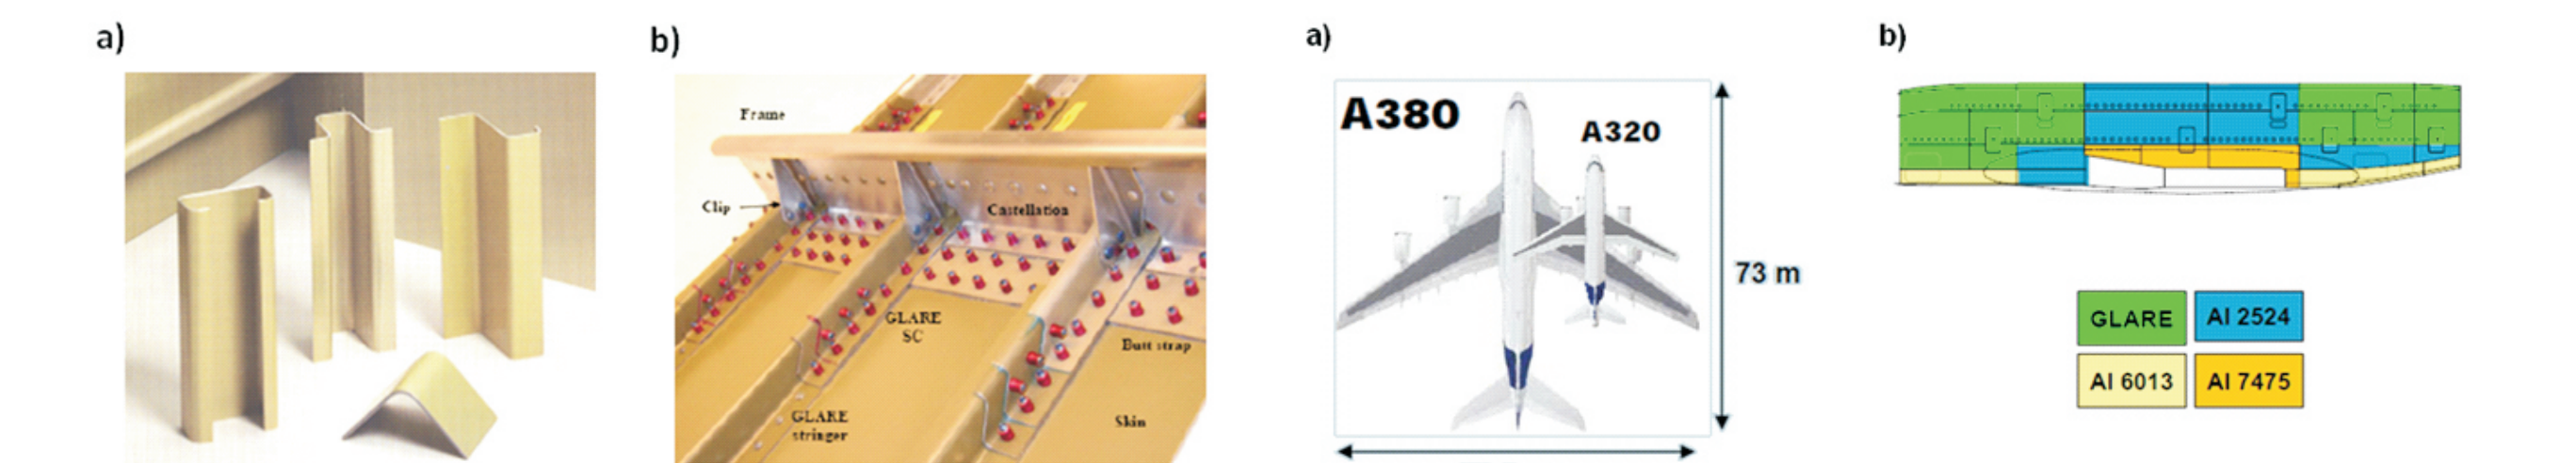 a)
b)
Frame
Clip
Castellation
GLARE
SC
Butt strap
GLARE
stringer
Skin
a)
A380
A320
73 m
b)
GLARE
Al 2524
Al 6013
Al 7475